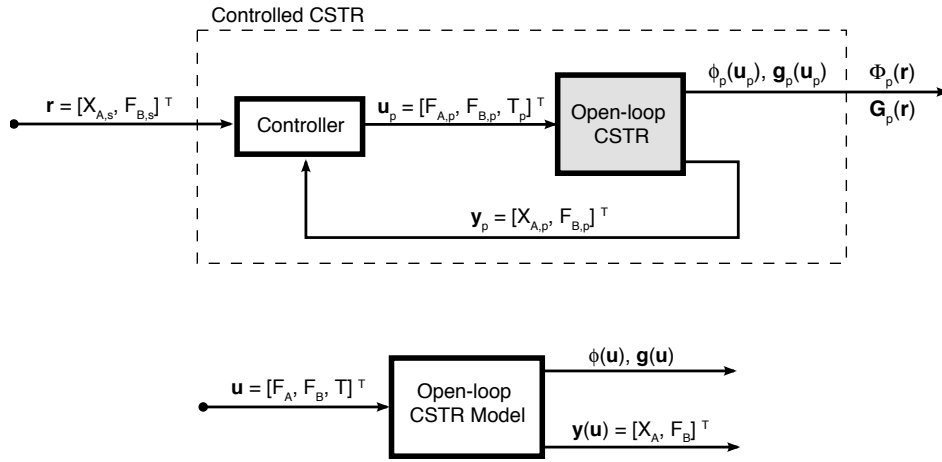 Controlled CSTR
r = [X_A,s, F_B,s] ᵀ
Controller
u_p = [F_A,p, F_B,p, T_p] ᵀ
Open-loop
CSTR
ϕ_p(u_p), g_p(u_p)
Φ_p(r)
G_p(r)
y_p = [X_A,p, F_B,p] ᵀ
u = [F_A, F_B, T] ᵀ
Open-loop
CSTR Model
ϕ(u), g(u)
y(u) = [X_A, F_B] ᵀ